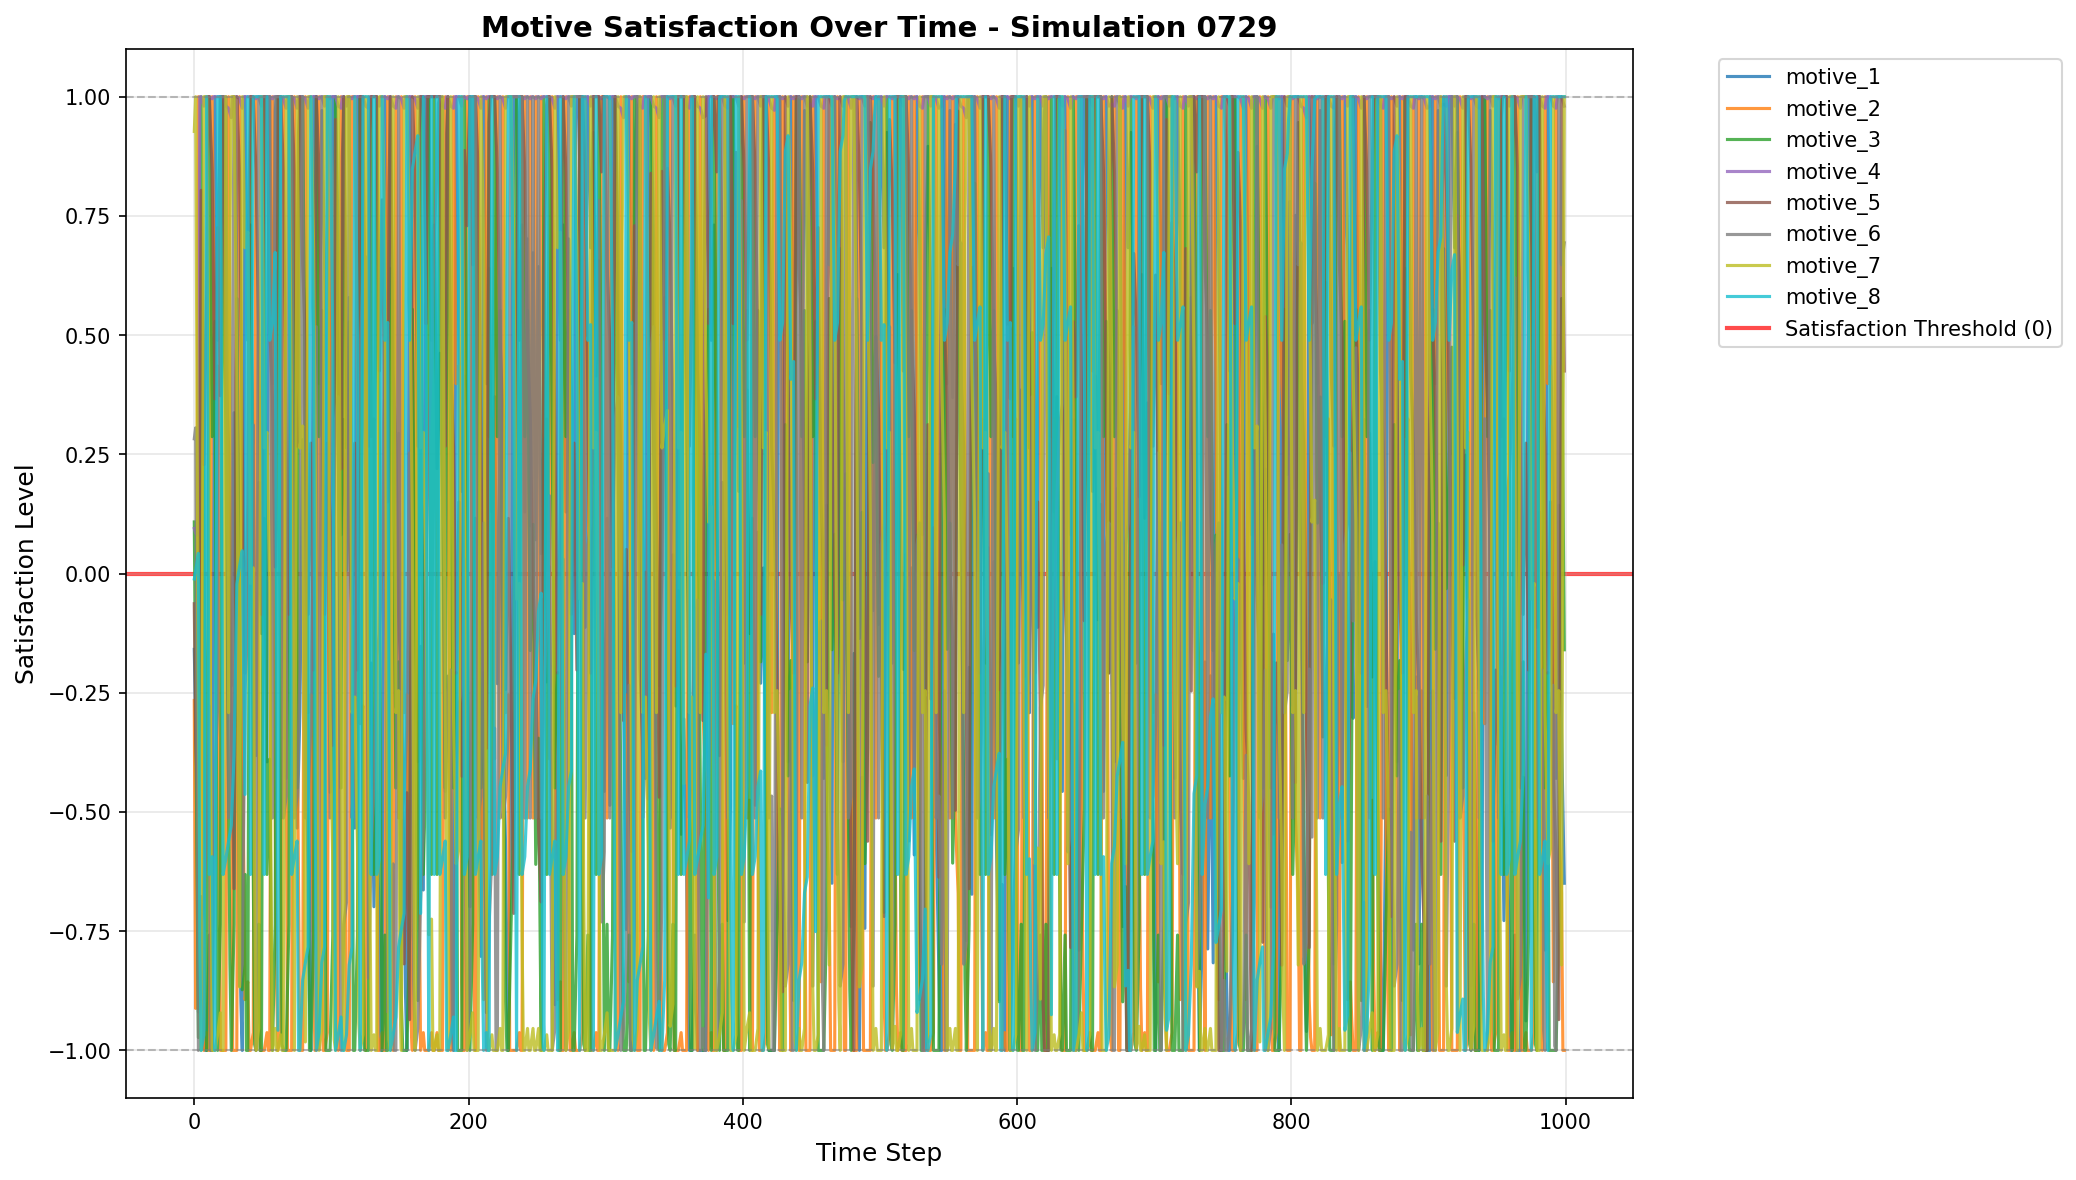 Motive Satisfaction Over Time - Simulation 0729
1.00
0.75
0.50
0.25
0.00
−0.25
−0.50
−0.75
−1.00
Satisfaction Level
0
200
400
600
800
1000
Time Step
motive_1
motive_2
motive_3
motive_4
motive_5
motive_6
motive_7
motive_8
Satisfaction Threshold (0)